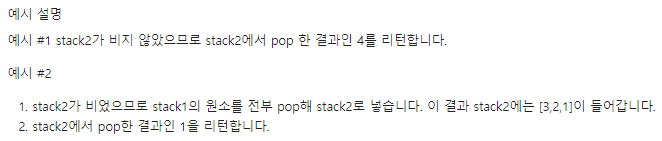 예시 설명
예시 #1 stack2가 비지 않았으므로 stack2에서 pop 한 결과인 4를 리턴합니다.
예시 #2
1. stack2가 비었으므로 stack1의 원소를 전부 pop해 stack2로 넣습니다. 이 결과 stack2에는 [3,2,1]이 들어갑니다.
2. stack2에서 pop한 결과인 1을 리턴합니다.